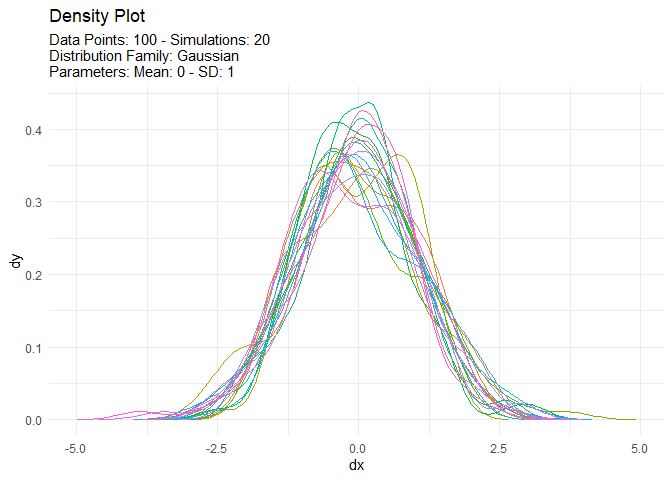 Density Plot
Data Points: 100 - Simulations: 20
Distribution Family: Gaussian
Parameters: Mean: 0 - SD: 1
0.4
0.3
dy
0.2
0.1
0.0
-5.0 -2.5 0.0 2.5 5.0
dx